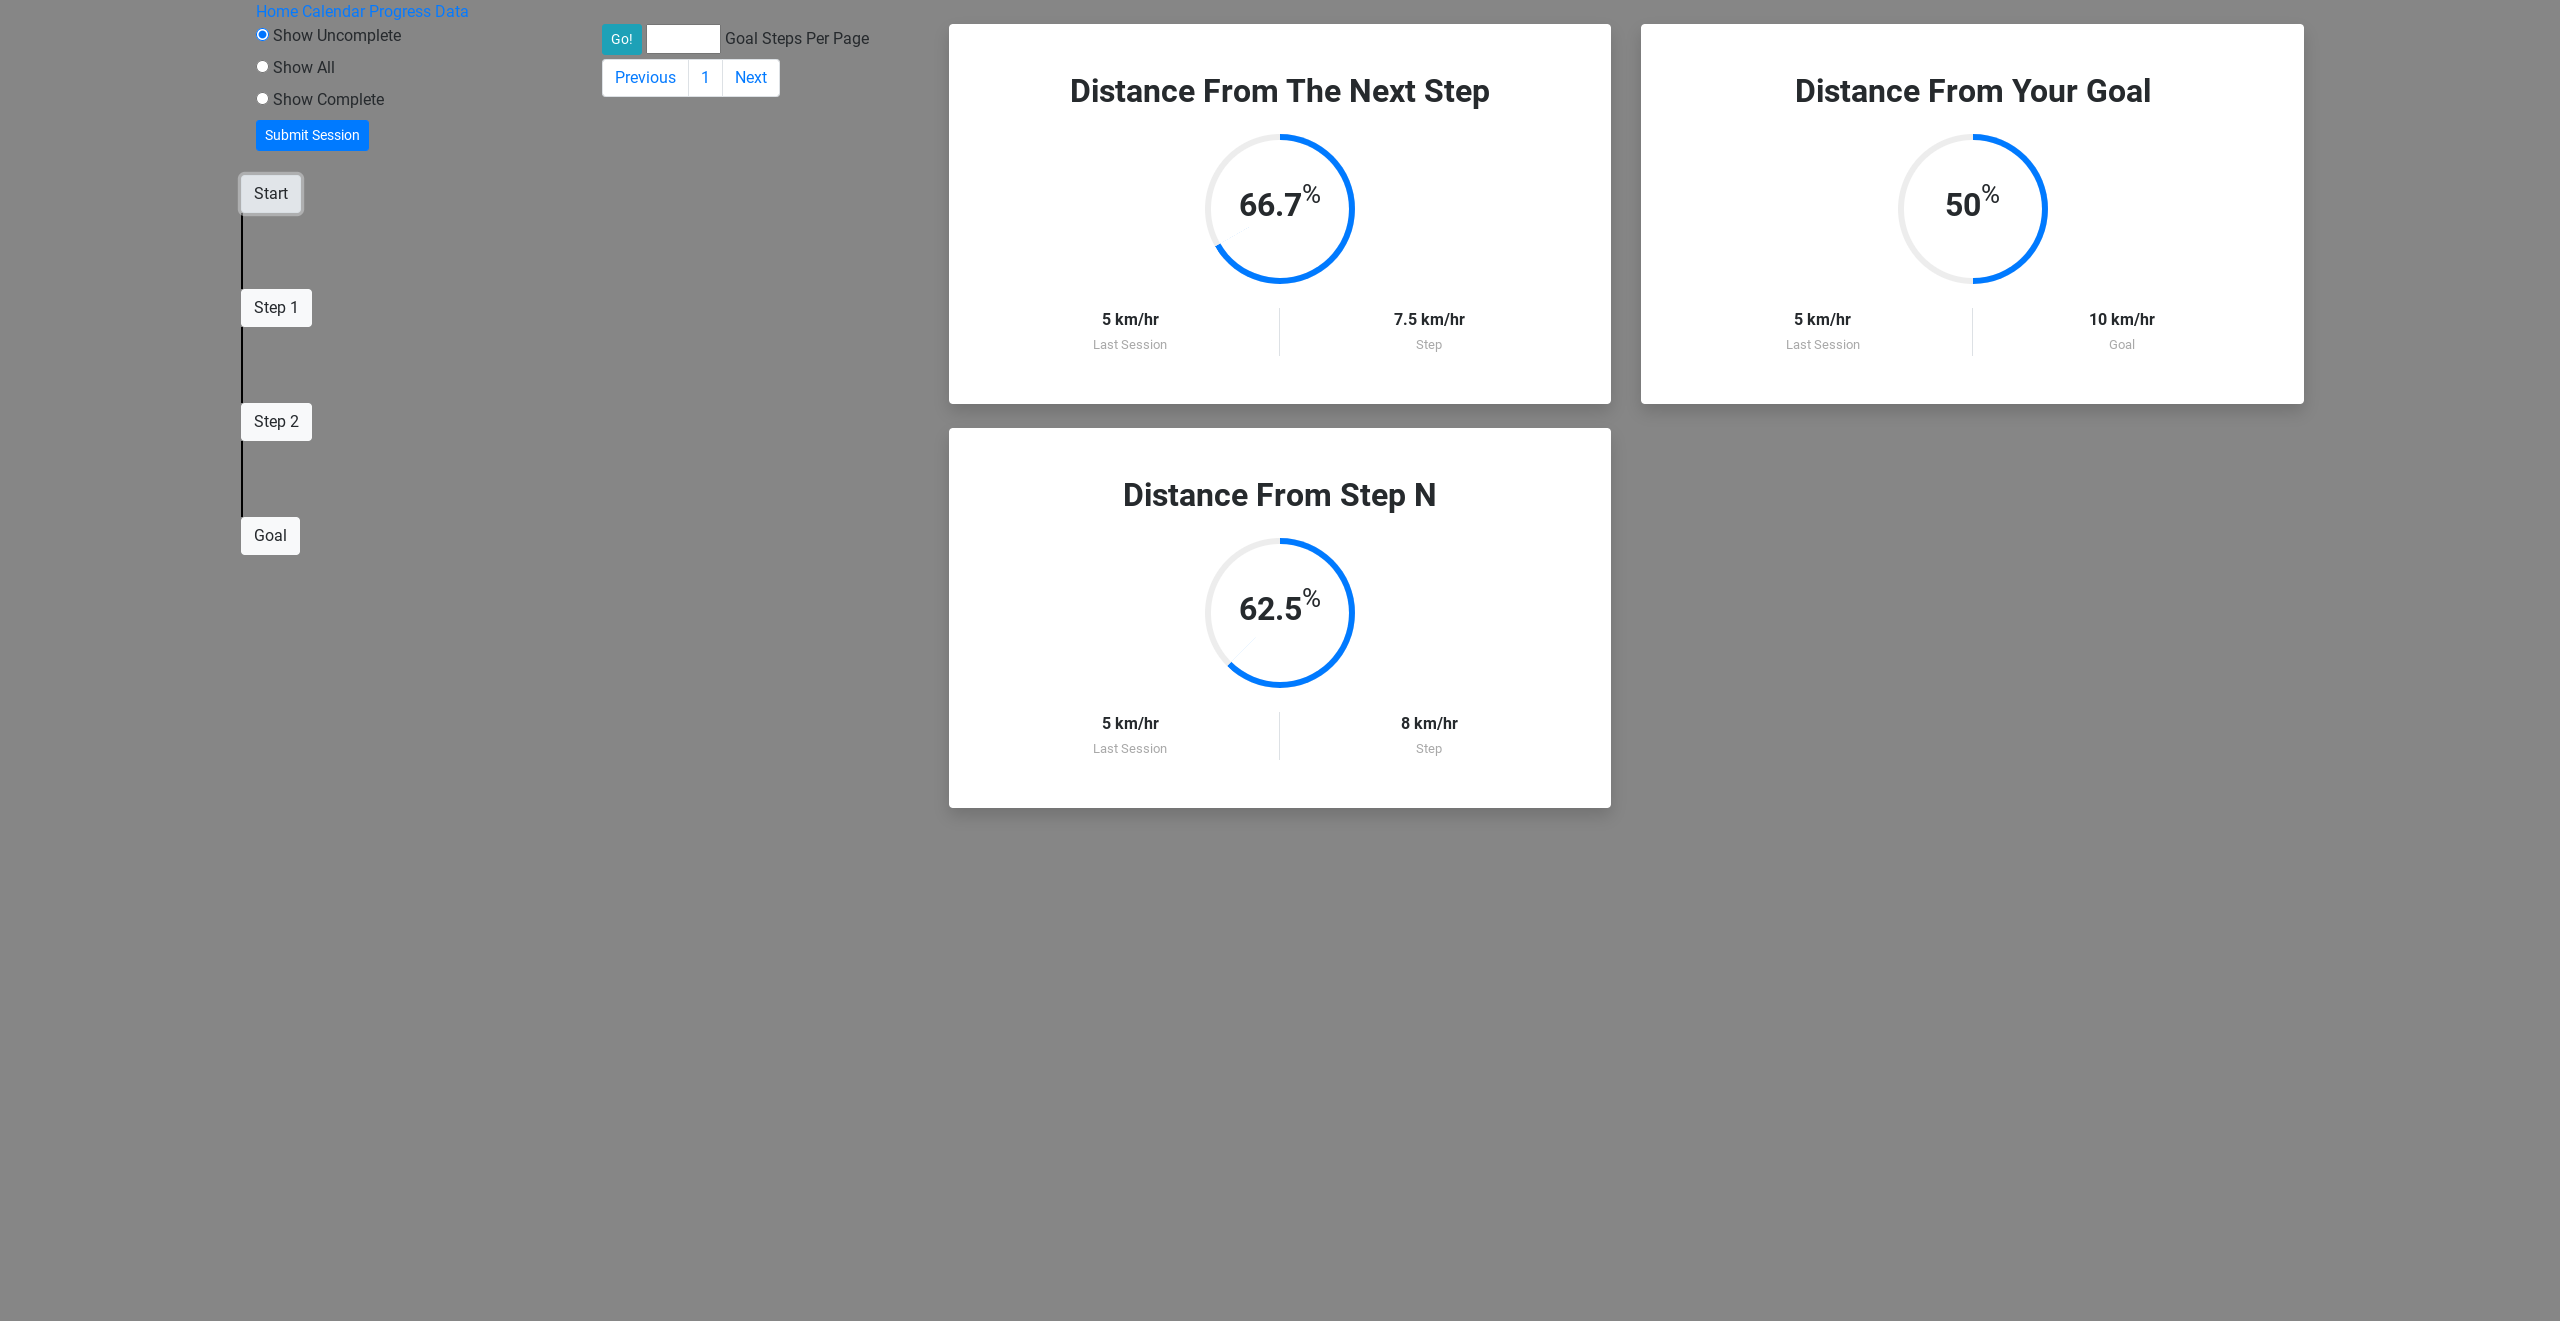 Home Calendar Progress Data
Show Uncomplete
Show All
Show Complete
Submit Session
Go! Goal Steps Per Page
Previous 1 Next
Start
Step 1
Step 2
Goal
Distance From The Next Step
66.7%
5 km/hr 7.5 km/hr
Last Session Step
Distance From Your Goal
50%
5 km/hr 10 km/hr
Last Session Goal
Distance From Step N
62.5%
5 km/hr 8 km/hr
Last Session Step